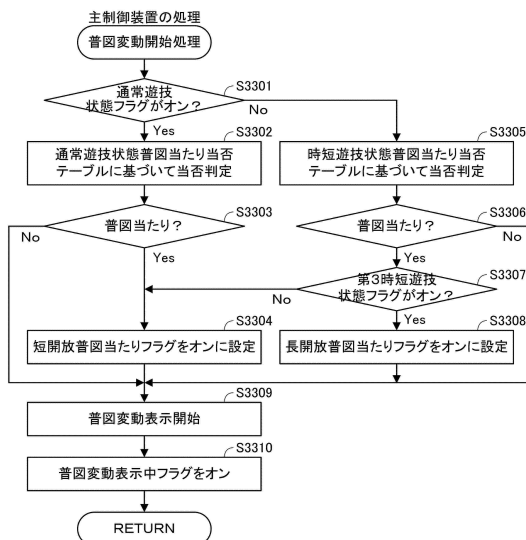 主制御装置の処理
普図変動開始処理
S3301
通常遊技
状態フラグがオン？
No
Yes
S3302
通常遊技状態普図当たり当否
テーブルに基づいて当否判定
S3305
時短遊技状態普図当たり当否
テーブルに基づいて当否判定
S3303
普図当たり？
No
Yes
S3306
普図当たり？
No
Yes
S3307
第3時短遊技
状態フラグがオン？
No
Yes
S3304
短開放普図当たりフラグをオンに設定
S3308
長開放普図当たりフラグをオンに設定
S3309
普図変動表示開始
S3310
普図変動表示中フラグをオン
RETURN